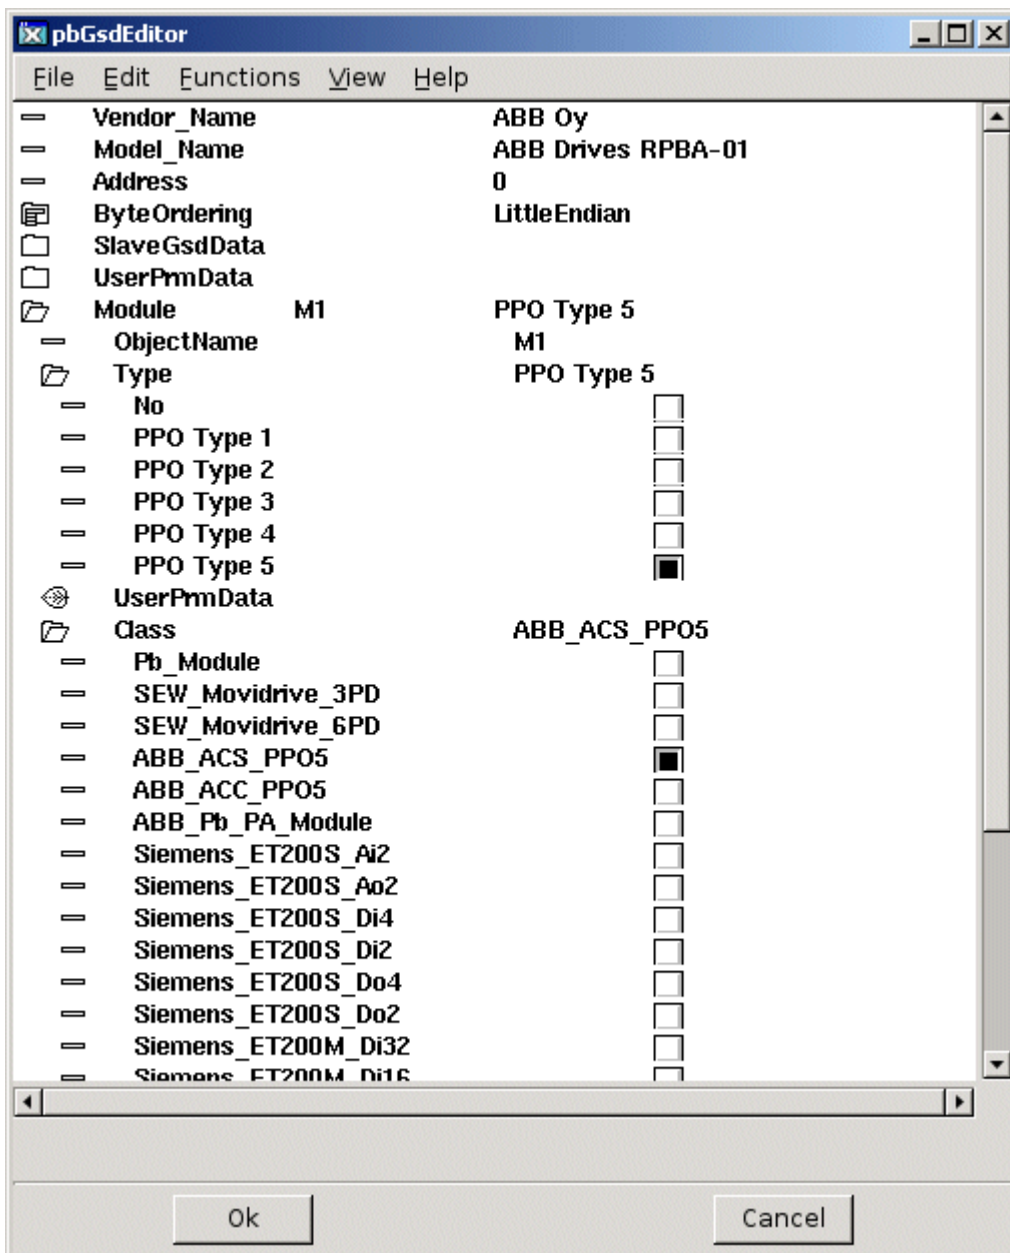 pbGsdEditor
File Edit Functions View Help
Vendor_Name ABB Oy
Model_Name ABB Drives RPBA-01
Address 0
ByteOrdering LittleEndian
SlaveGsdData
UserPrmData
Module M1 PPO Type 5
ObjectName M1
Type PPO Type 5
No
PPO Type 1
PPO Type 2
PPO Type 3
PPO Type 4
PPO Type 5
UserPrmData
Class ABB_ACS_PPO5
Pb_Module
SEW_Movidrive_3PD
SEW_Movidrive_6PD
ABB_ACS_PPO5
ABB_ACC_PPO5
ABB_Pb_PA_Module
Siemens_ET200S_Ai2
Siemens_ET200S_Ao2
Siemens_ET200S_Di4
Siemens_ET200S_Di2
Siemens_ET200S_Do4
Siemens_ET200S_Do2
Siemens_ET200M_Di32
Siemens_ET200M_Di16
Ok Cancel